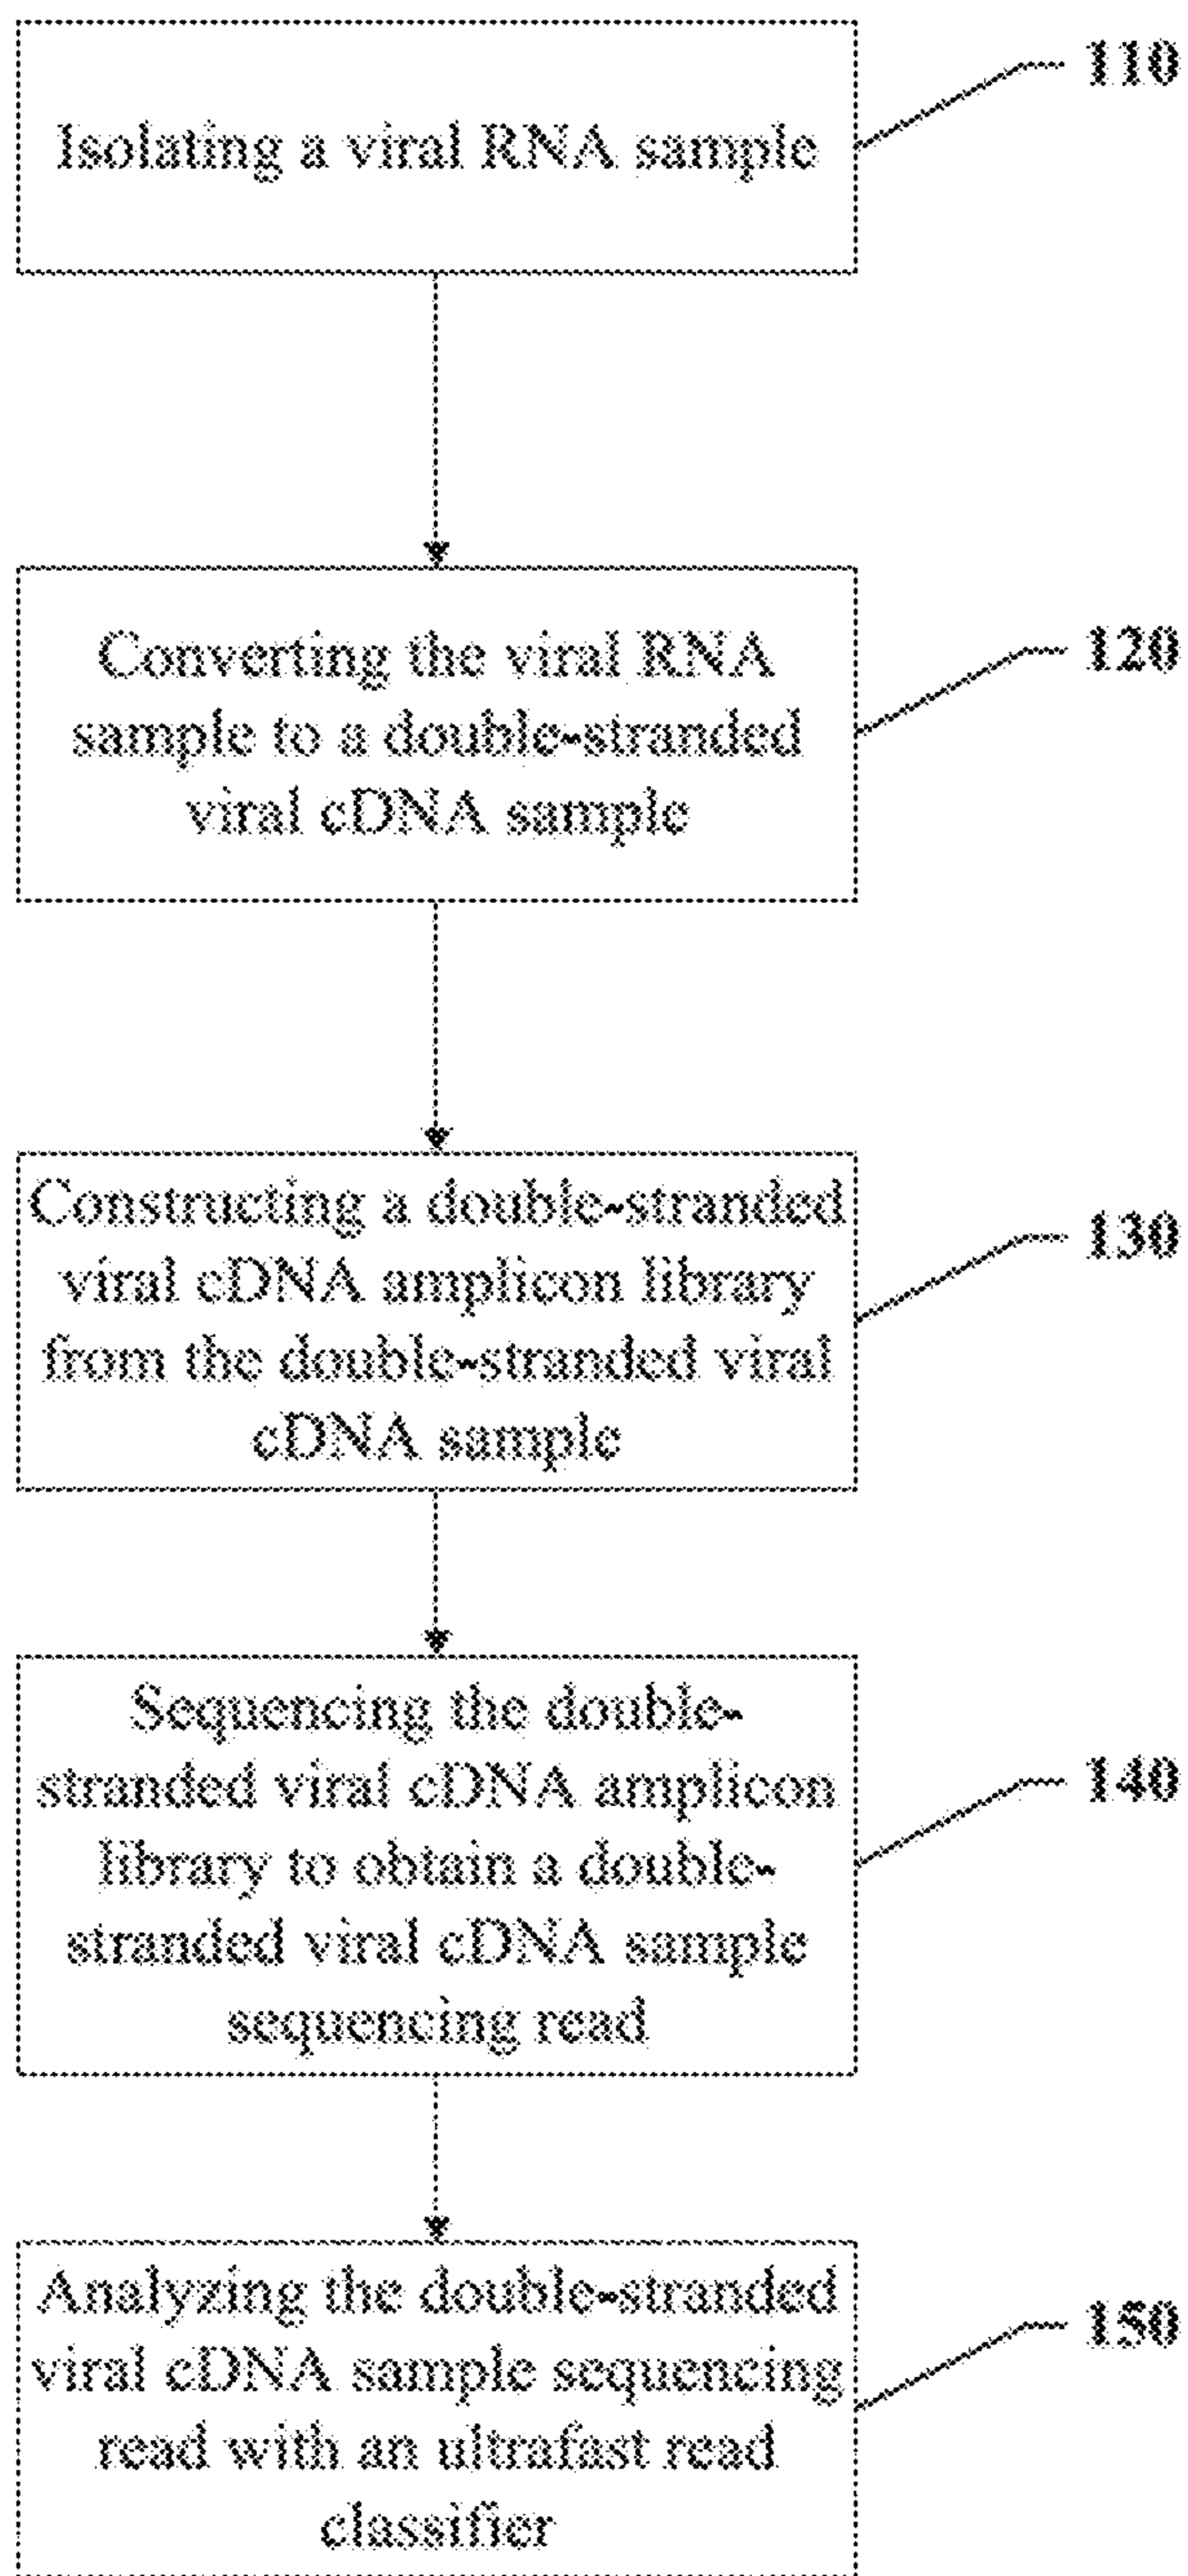 110
Isolating a viral RNA sample
120
Converting the viral RNA
sample to a double-stranded
viral cDNA sample
130
Constructing a double-stranded
viral cDNA amplicon library
from the double-stranded viral
cDNA sample
140
Sequencing the double-
stranded viral cDNA amplicon
library to obtain a double-
stranded viral cDNA sample
sequencing read
150
Analyzing the double-stranded
viral cDNA sample sequencing
read with an ultrafast read
classifier